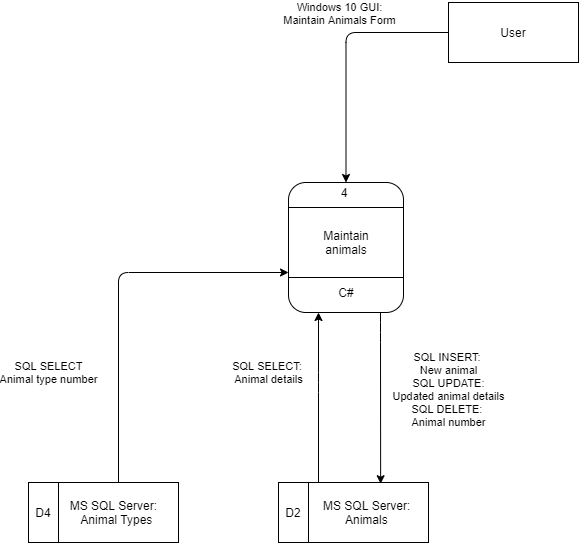 Windows 10 GUI:
Maintain Animals Form
User
4
Maintain
animals
C#
SQL SELECT
Animal type number
SQL SELECT:
Animal details
SQL INSERT:
New animal
SQL UPDATE:
Updated animal details
SQL DELETE:
Animal number
D4
MS SQL Server:
Animal Types
D2
MS SQL Server:
Animals